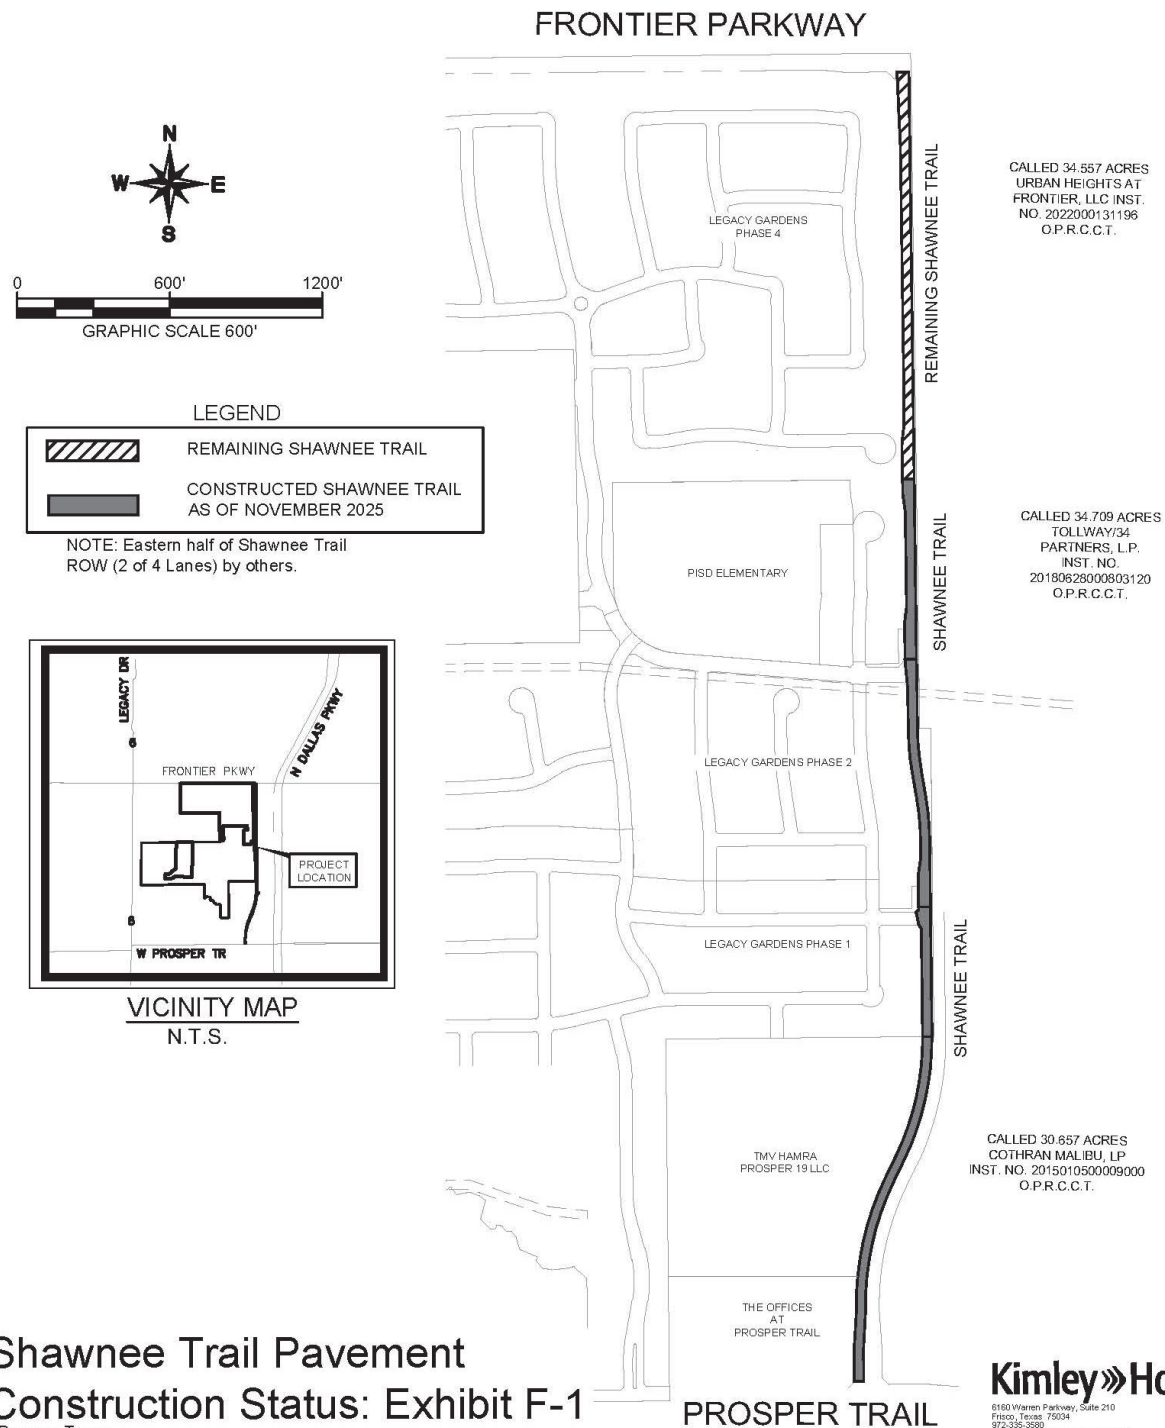 FRONTIER PARKWAY
N
W E
S
0 600' 1200'
GRAPHIC SCALE 600'
LEGEND
REMAINING SHAWNEE TRAIL
CONSTRUCTED SHAWNEE TRAIL
AS OF NOVEMBER 2025
NOTE: Eastern half of Shawnee Trail
ROW (2 of 4 Lanes) by others.
LEGACY DR
6
N DALLAS PKWY
FRONTIER PKWY
PROJECT
LOCATION
6
W PROSPER TR
VICINITY MAP
N.T.S.
LEGACY GARDENS
PHASE 4
REMAINING SHAWNEE TRAIL
CALLED 34.557 ACRES
URBAN HEIGHTS AT
FRONTIER, LLC INST.
NO. 2022000131196
O.P.R.C.C.T.
PISD ELEMENTARY
SHAWNEE TRAIL
CALLED 34.709 ACRES
TOLLWAY/34
PARTNERS, L.P.
INST. NO.
20180628000803120
O.P.R.C.C.T.
LEGACY GARDENS PHASE 2
LEGACY GARDENS PHASE 1
SHAWNEE TRAIL
TMV HAMRA
PROSPER 19 LLC
CALLED 30.657 ACRES
COTHRAN MALIBU, LP
INST. NO. 2015010500009000
O.P.R.C.C.T.
THE OFFICES
AT
PROSPER TRAIL
PROSPER TRAIL
Shawnee Trail Pavement
Construction Status: Exhibit F-1
Kimley»Ho
6160 Warren Parkway, Suite 210
Frisco, Texas 75034
972-335-3580